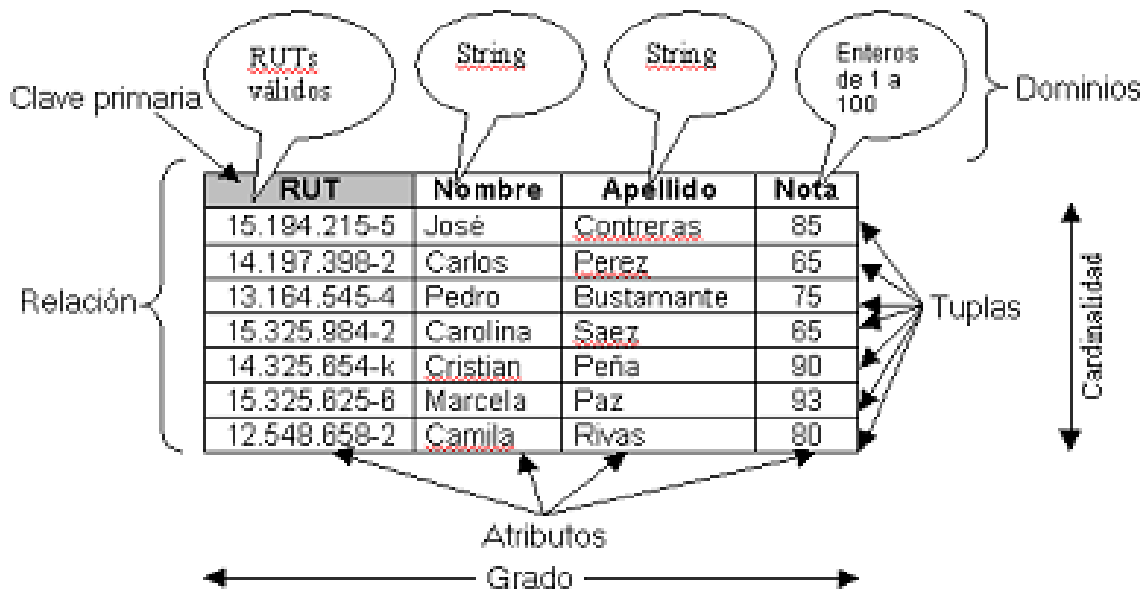 RUTs
válidos
String
String
Enteros
de 1 a
100
Dominios
Clave primaria
RUT Nombre Apellido Nota
15.194.215-5 José Contreras 85
14.197.398-2 Carlos Perez 65
13.164.545-4 Pedro Bustamante 75
15.325.984-2 Carolina Saez 65
14.325.654-k Cristian Peña 90
15.325.625-6 Marcela Paz 93
12.548.658-2 Camila Rivas 80
Relación
Tuplas
Cardinalidad
Atributos
Grado